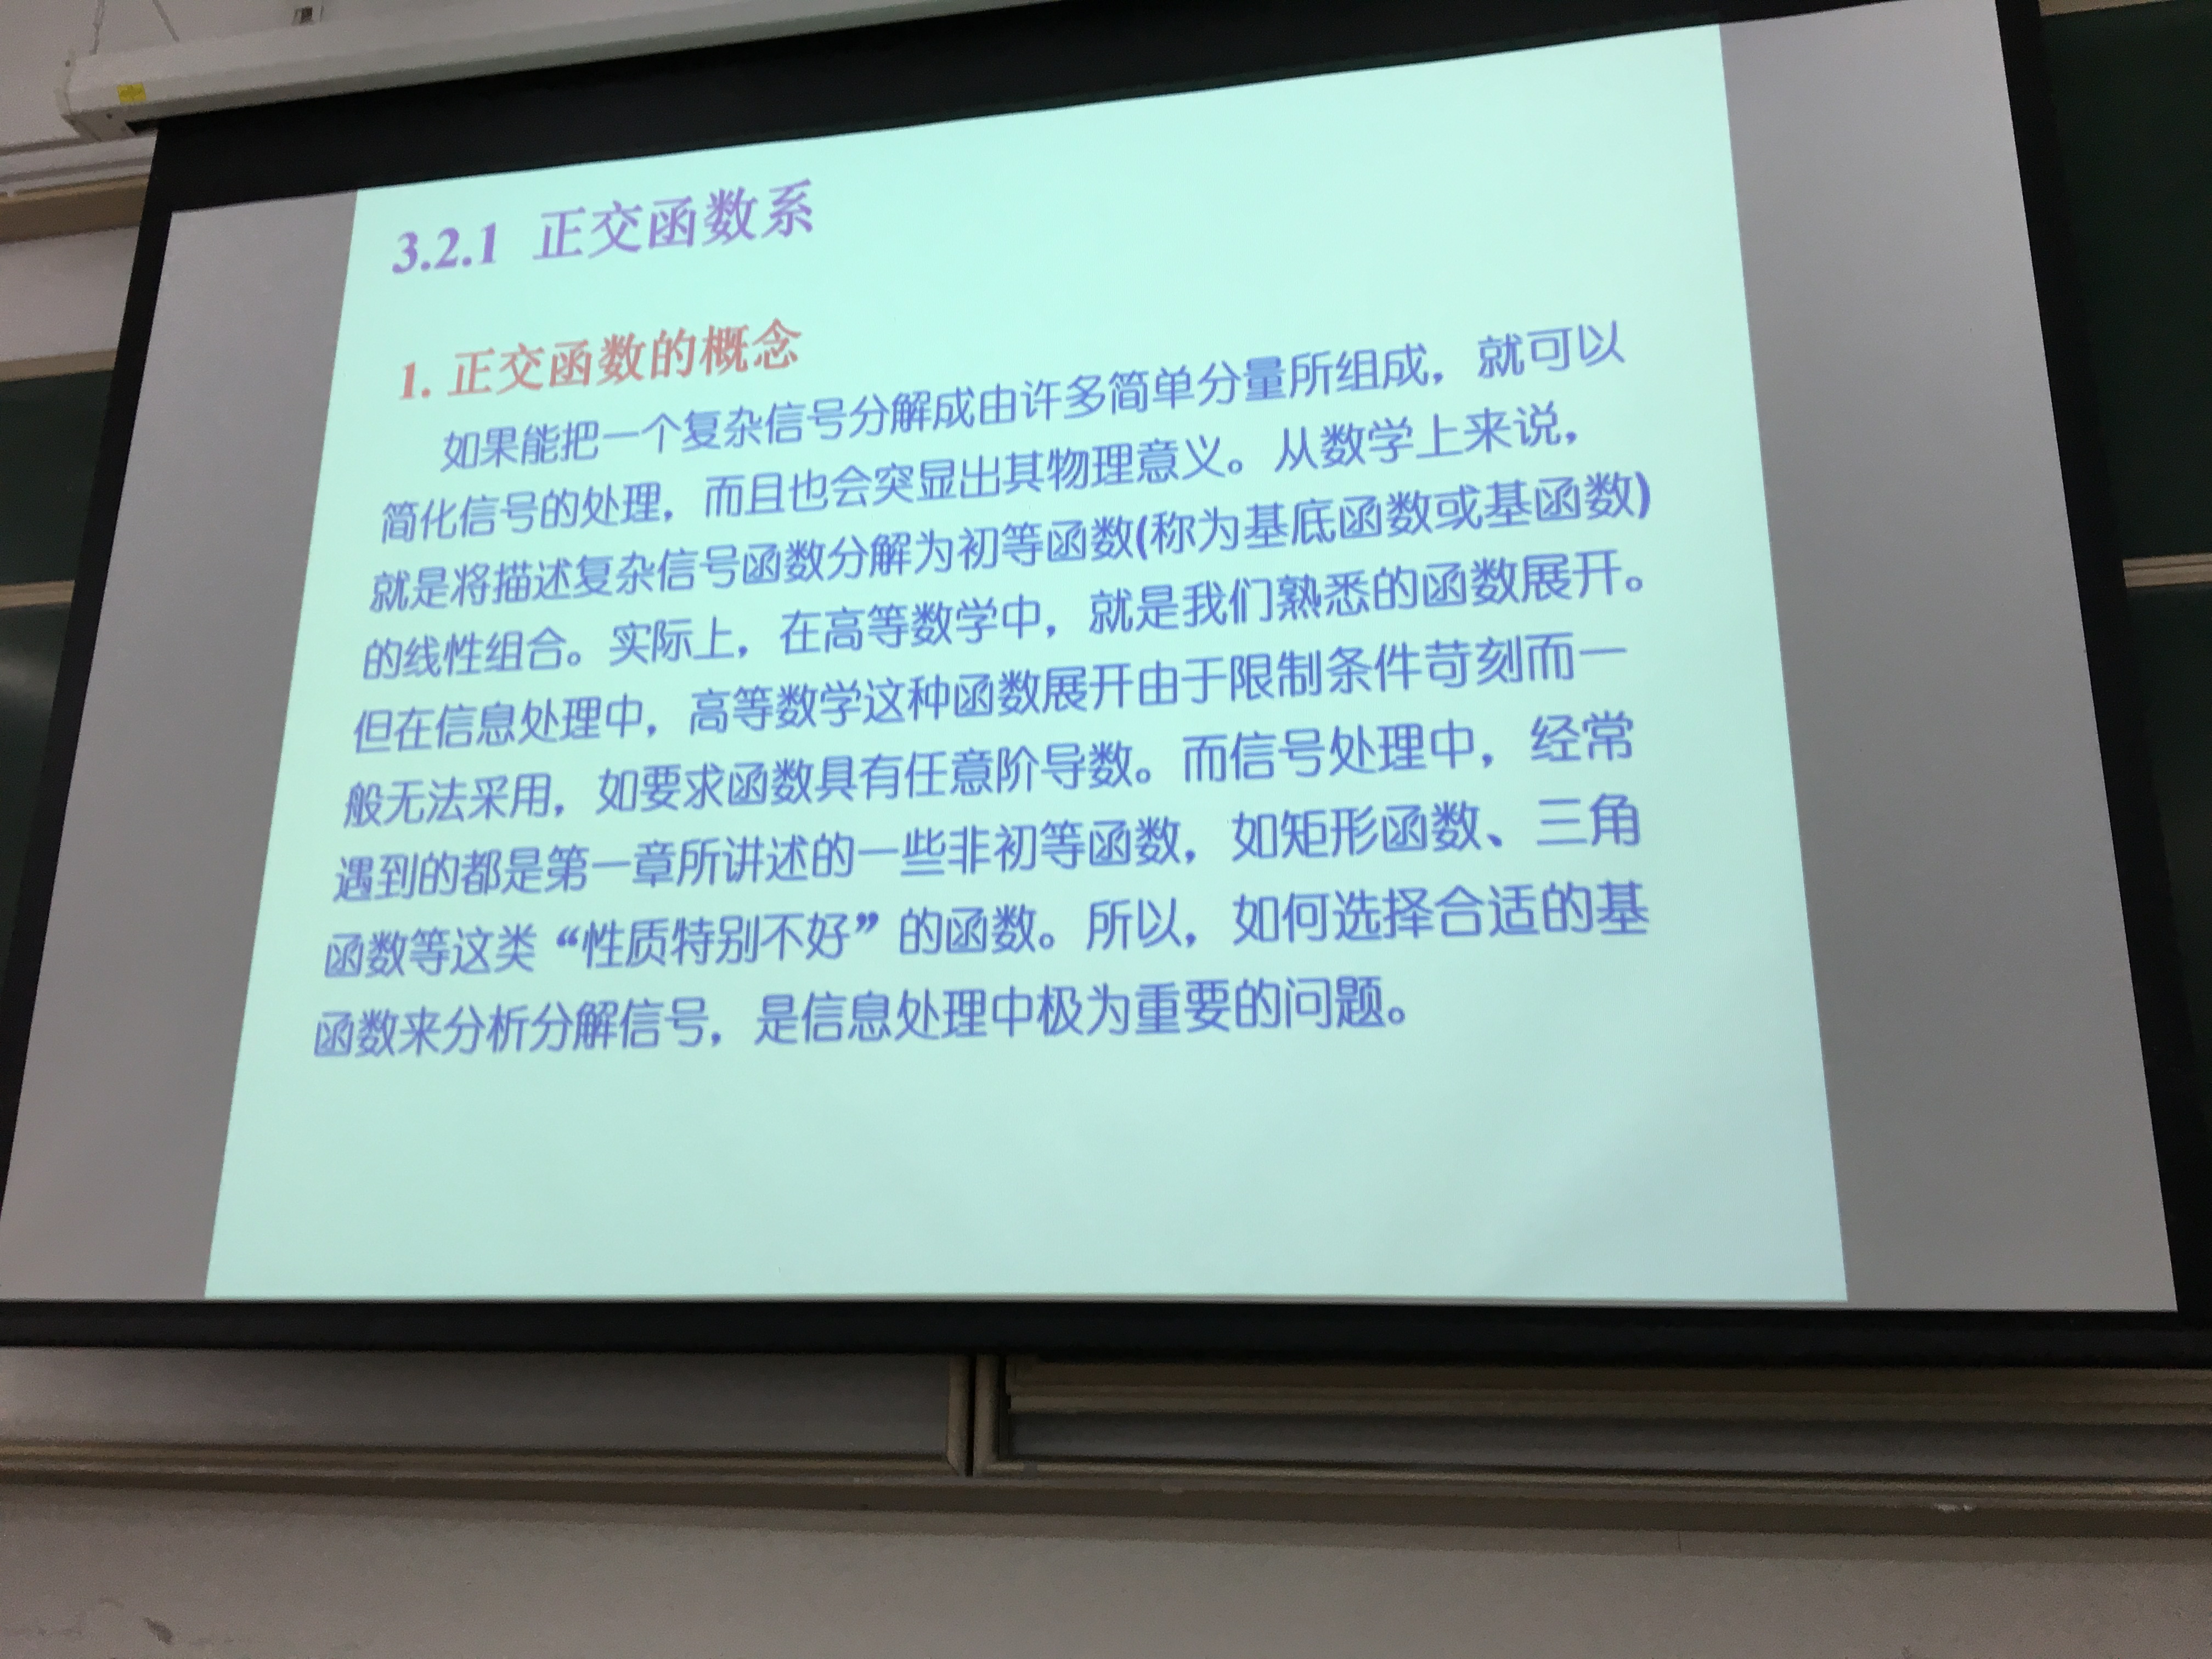 3.2.1 正交函数系
1. 正交函数的概念
如果能把一个复杂信号分解成由许多简单分量所组成，就可以
简化信号的处理，而且也会突显出其物理意义。从数学上来说，
就是将描述复杂信号函数分解为初等函数(称为基底函数或基函数)
的线性组合。实际上，在高等数学中，就是我们熟悉的函数展开。
但在信息处理中，高等数学这种函数展开由于限制条件苛刻而一
般无法采用，如要求函数具有任意阶导数。而信号处理中，经常
遇到的都是第一章所讲述的一些非初等函数，如矩形函数、三角
函数等这类“性质特别不好”的函数。所以，如何选择合适的基
函数来分析分解信号，是信息处理中极为重要的问题。